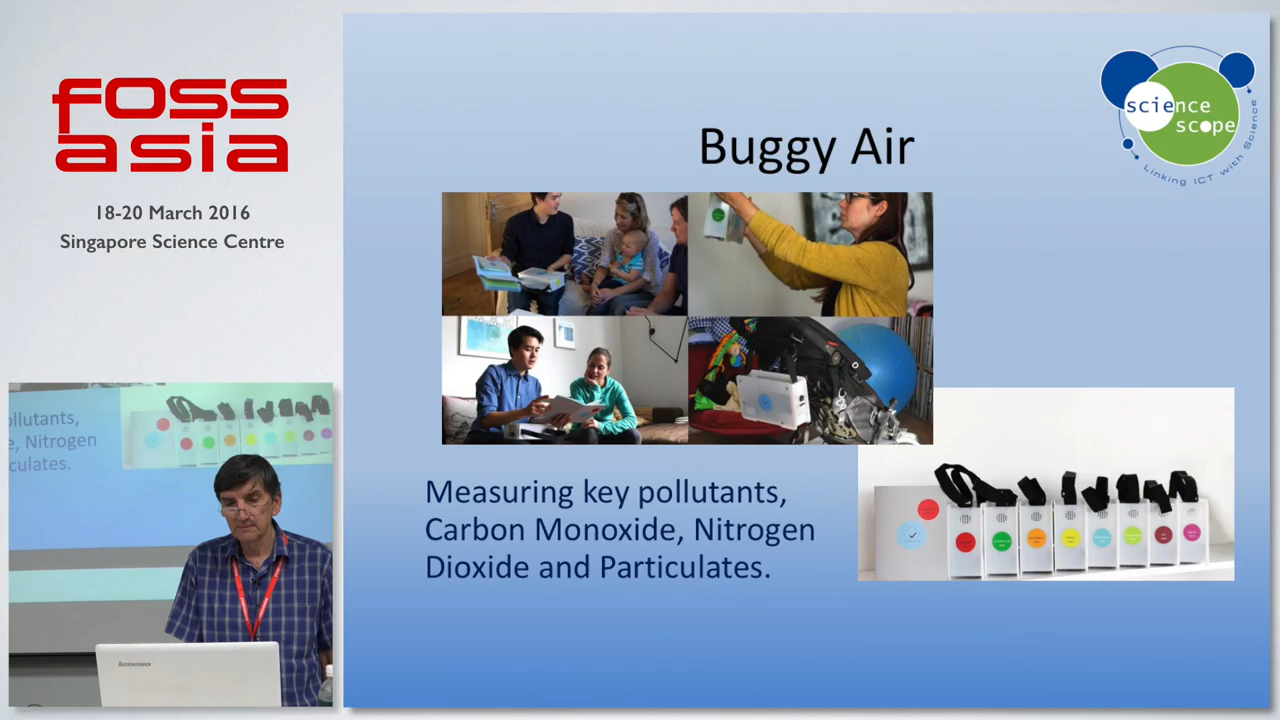 foss
asia
18-20 March 2016
Singapore Science Centre
Buggy Air
science
scope
Linking ICT with Science
Measuring key pollutants,
Carbon Monoxide, Nitrogen
Dioxide and Particulates.
ollutants,
e, Nitrogen
culates.
lenovo